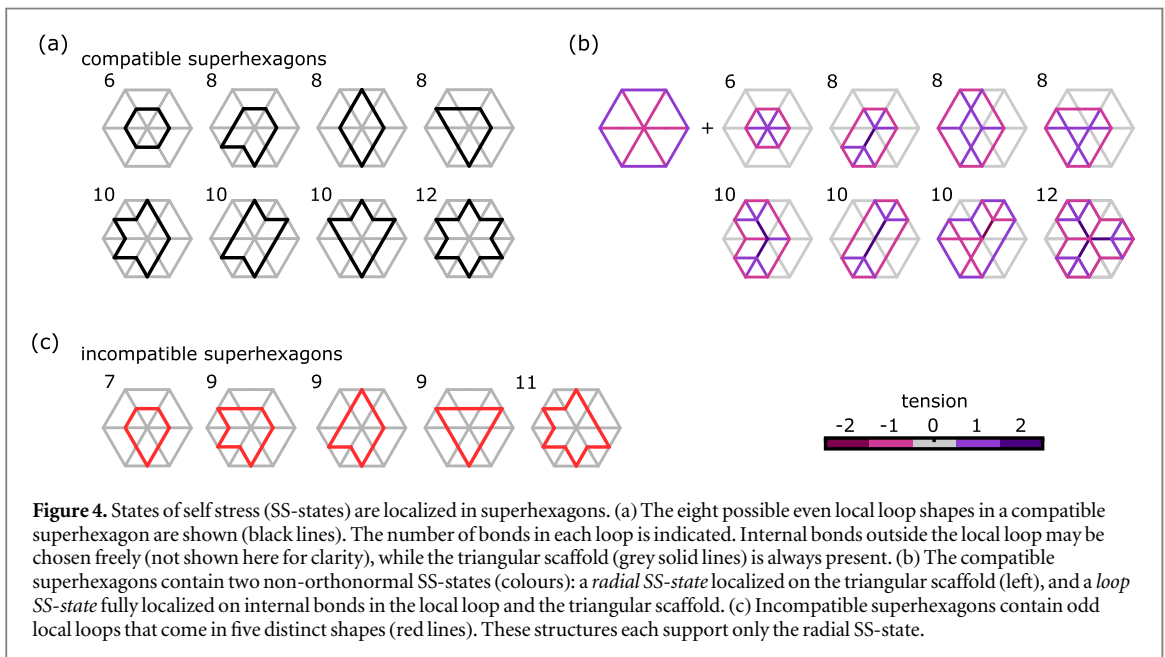 (a)
compatible superhexagons
6 8 8 8
10 10 10 12
(b)
+ 6 8 8 8
10 10 10 12
(c)
incompatible superhexagons
7 9 9 9 11
tension
-2 -1 0 1 2
Figure 4. States of self stress (SS-states) are localized in superhexagons. (a) The eight possible even local loop shapes in a compatible
superhexagon are shown (black lines). The number of bonds in each loop is indicated. Internal bonds outside the local loop may be
chosen freely (not shown here for clarity), while the triangular scaffold (grey solid lines) is always present. (b) The compatible
superhexagons contain two non-orthonormal SS-states (colours): a radial SS-state localized on the triangular scaffold (left), and a loop
SS-state fully localized on internal bonds in the local loop and the triangular scaffold. (c) Incompatible superhexagons contain odd
local loops that come in five distinct shapes (red lines). These structures each support only the radial SS-state.